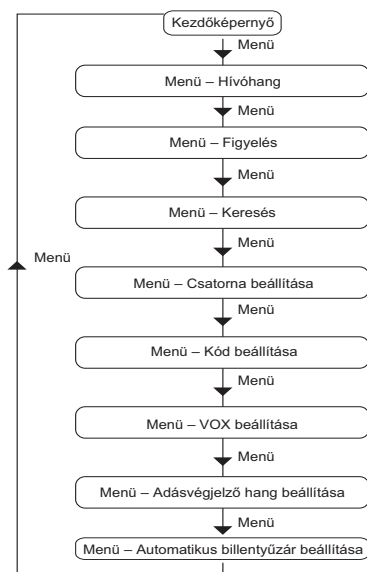 Kezdőképernyő
Menü
Menü – Hívóhang
Menü
Menü – Figyelés
Menü
Menü – Keresés
Menü
Menü
Menü – Csatorna beállítása
Menü
Menü – Kód beállítása
Menü
Menü – VOX beállítása
Menü
Menü – Adásvégjelző hang beállítása
Menü
Menü – Automatikus billentyűzár beállítása